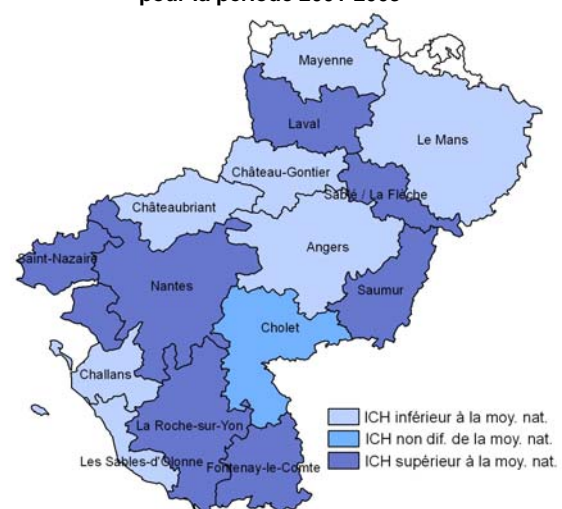 pour la période 2001-2003
Mayenne
Laval
Le Mans
Château-Gontier
Sablé / La Flèche
Châteaubriant
Angers
Saint-Nazaire
Nantes
Saumur
Cholet
Challans
La Roche-sur-Yon
Les Sables-d'Olonne
Fontenay-le-Comte
ICH inférieur à la moy. nat.
ICH non dif. de la moy. nat.
ICH supérieur à la moy. nat.